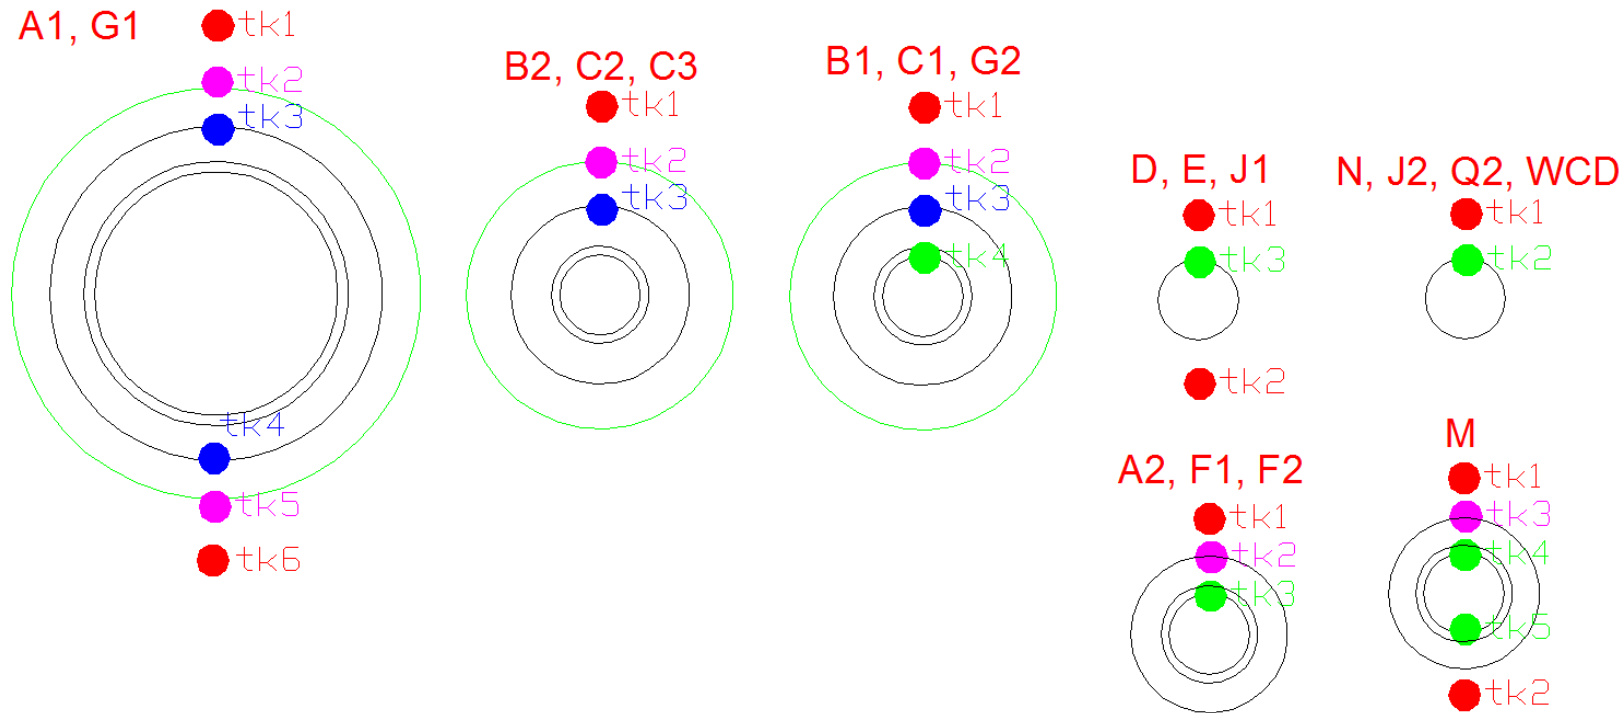 A1, G1
tk1
tk2
tk3
tk4
tk5
tk6
B2, C2, C3
tk1
tk2
tk3
B1, C1, G2
tk1
tk2
tk3
tk4
D, E, J1
tk1
tk3
tk2
N, J2, Q2, WCD
tk1
tk2
A2, F1, F2
tk1
tk2
tk3
M
tk1
tk3
tk4
tk5
tk2